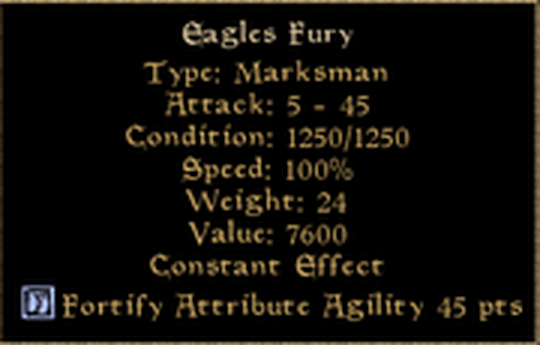 Eagles Fury
Type: Marksman
Attack: 5 - 45
Condition: 1250/1250
Speed: 100%
Weight: 24
Value: 7600
Constant Effect
Fortify Attribute Agility 45 pts